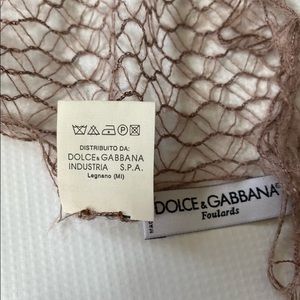 DISTRIBUITO DA:
DOLCE & GABBANA
INDUSTRIA S.P.A.
Legnano (MI)
DOLCE & GABBANA
Foulards